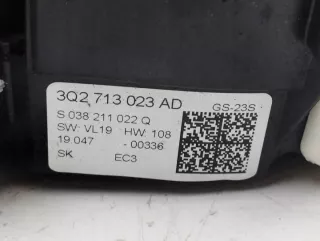 3Q2 713 023 AD GS-23S
S 038 211 022 Q
SW: VL19 HW: 108
19 047 - 00336
SK EC3